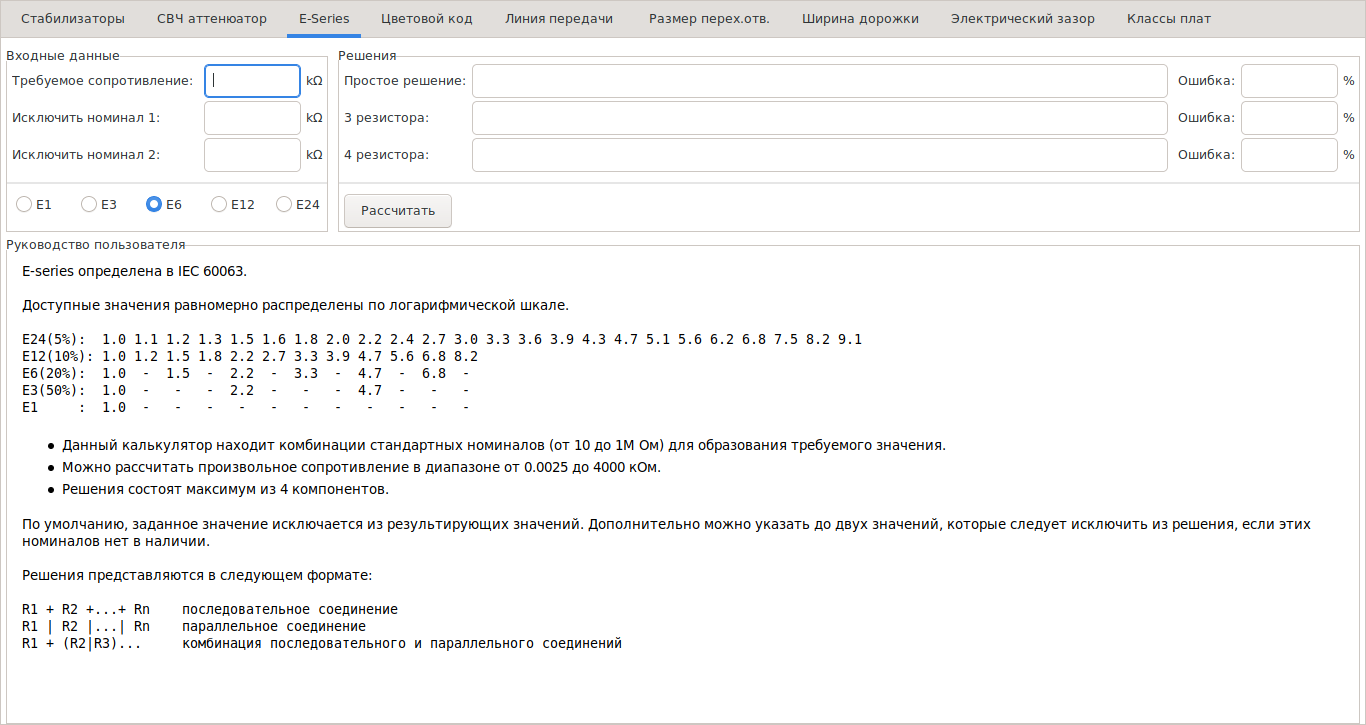 Стабилизаторы СВЧ аттенюатор E-Series Цветовой код Линия передачи Размер перех.отв. Ширина дорожки Электрический зазор Классы плат
Входные данные
Требуемое сопротивление: kΩ
Исключить номинал 1: kΩ
Исключить номинал 2: kΩ
E1 E3 E6 E12 E24
Решения
Простое решение: Ошибка: %
3 резистора: Ошибка: %
4 резистора: Ошибка: %
Рассчитать
Руководство пользователя
E-series определена в IEC 60063.
Доступные значения равномерно распределены по логарифмической шкале.
E24(5%): 1.0 1.1 1.2 1.3 1.5 1.6 1.8 2.0 2.2 2.4 2.7 3.0 3.3 3.6 3.9 4.3 4.7 5.1 5.6 6.2 6.8 7.5 8.2 9.1
E12(10%): 1.0 1.2 1.5 1.8 2.2 2.7 3.3 3.9 4.7 5.6 6.8 8.2
E6(20%): 1.0 - 1.5 - 2.2 - 3.3 - 4.7 - 6.8 -
E3(50%): 1.0 - - - 2.2 - - - 4.7 - - -
E1 : 1.0 - - - - - - - - - - -
• Данный калькулятор находит комбинации стандартных номиналов (от 10 до 1М Ом) для образования требуемого значения.
• Можно рассчитать произвольное сопротивление в диапазоне от 0.0025 до 4000 кОм.
• Решения состоят максимум из 4 компонентов.
По умолчанию, заданное значение исключается из результирующих значений. Дополнительно можно указать до двух значений, которые следует исключить из решения, если этих
номиналов нет в наличии.
Решения представляются в следующем формате:
R1 + R2 +...+ Rn последовательное соединение
R1 | R2 |...| Rn параллельное соединение
R1 + (R2|R3)... комбинация последовательного и параллельного соединений